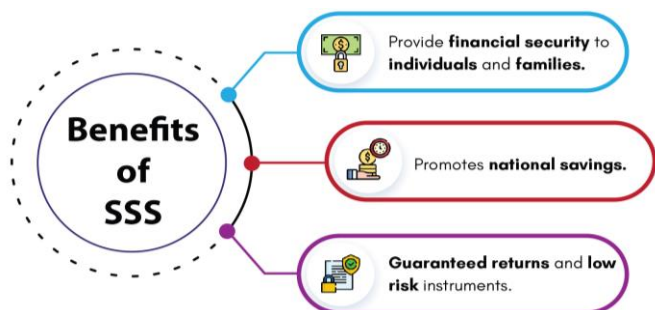 Benefits
of
SSS
Provide financial security to
individuals and families.
Promotes national savings.
Guaranteed returns and low
risk instruments.